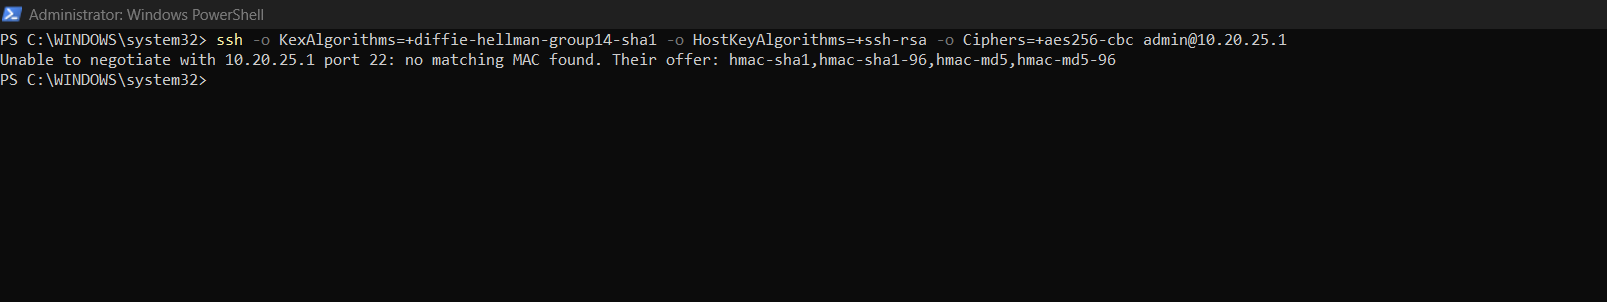 Administrator: Windows PowerShell
PS C:\WINDOWS\system32> ssh -o KexAlgorithms=+diffie-hellman-group14-sha1 -o HostKeyAlgorithms=+ssh-rsa -o Ciphers=+aes256-cbc admin@10.20.25.1
Unable to negotiate with 10.20.25.1 port 22: no matching MAC found. Their offer: hmac-sha1,hmac-sha1-96,hmac-md5,hmac-md5-96
PS C:\WINDOWS\system32>